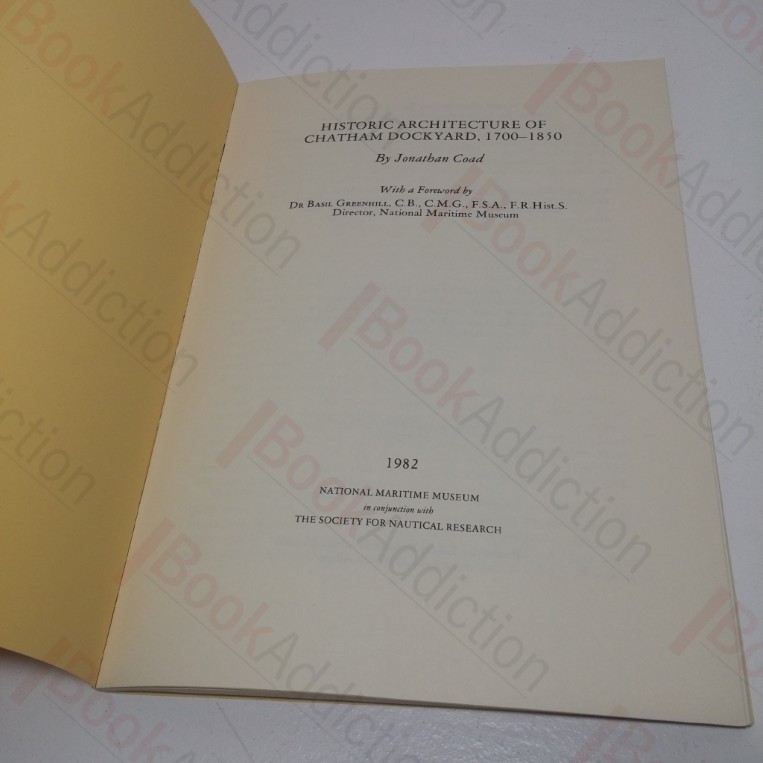 HISTORIC ARCHITECTURE OF
CHATHAM DOCKYARD, 1700–1850
By Jonathan Coad
With a Foreword by
DR BASIL GREENHILL, C.B., C.M.G., F.S.A., F.R.Hist.S.
Director, National Maritime Museum
1982
NATIONAL MARITIME MUSEUM
in conjunction with
THE SOCIETY FOR NAUTICAL RESEARCH
BookAddiction